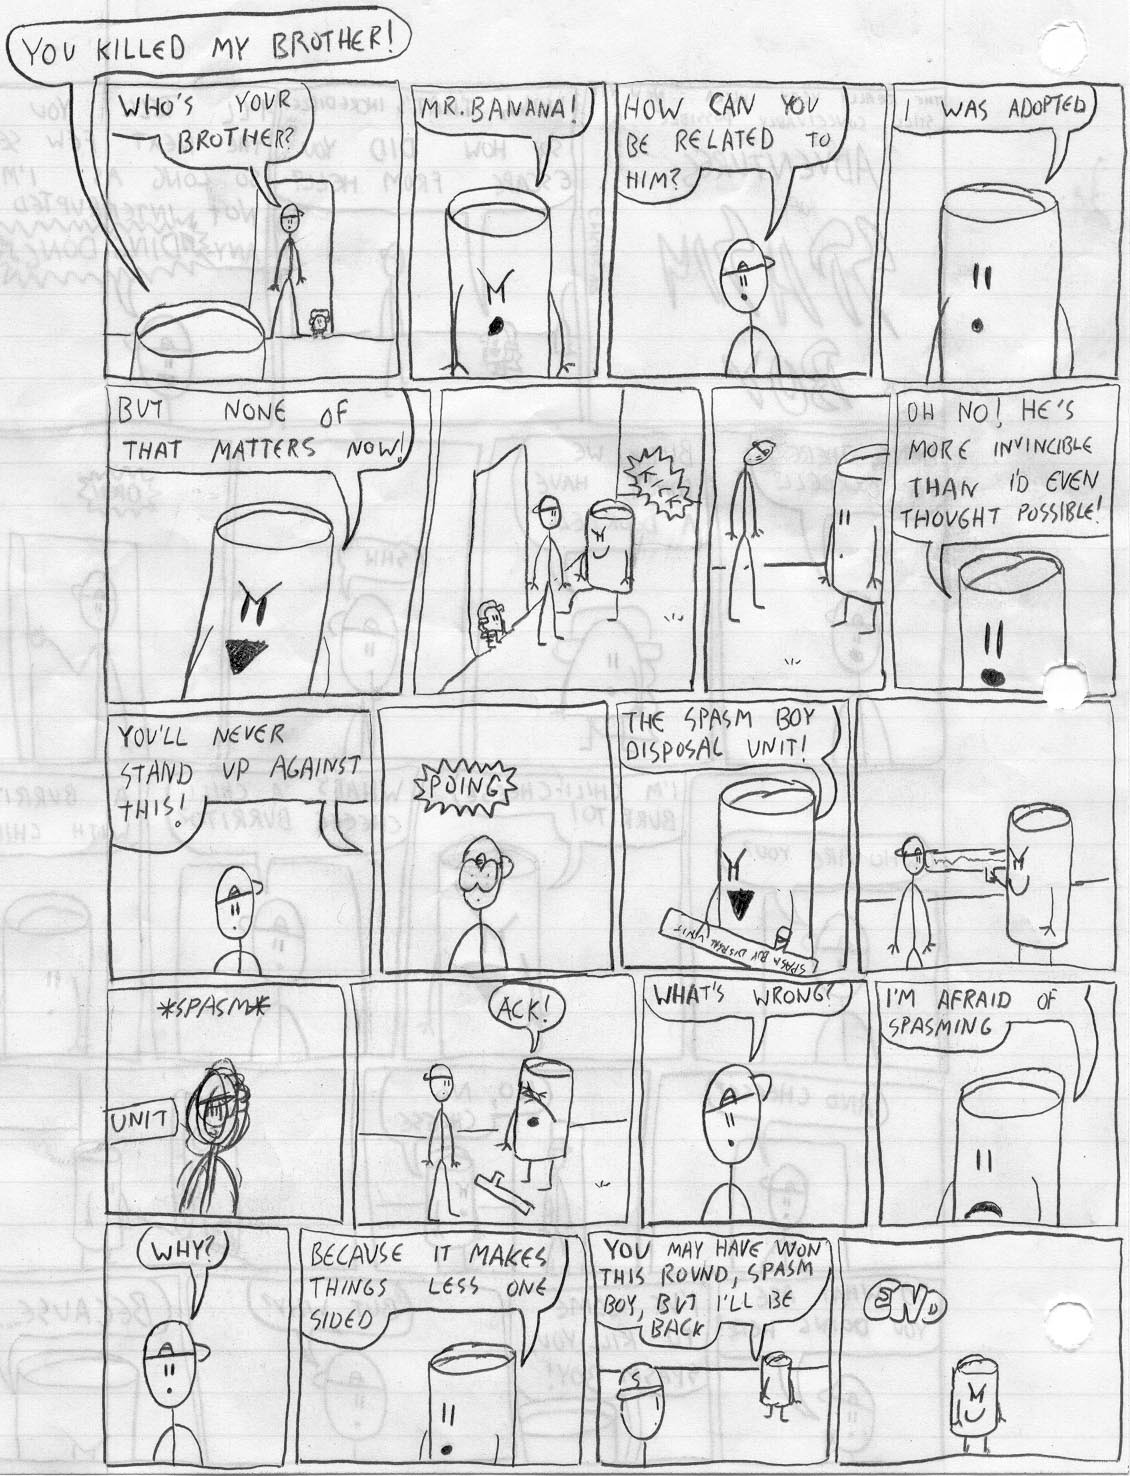 YOU KILLED MY BROTHER!
WHO'S YOUR
BROTHER?
MR. BANANA!
HOW CAN YOU
BE RELATED TO
HIM?
I WAS ADOPTED
BUT NONE OF
THAT MATTERS NOW!
OH NO! HE'S
MORE INVINCIBLE
THAN I'D EVEN
THOUGHT POSSIBLE!
YOU'LL NEVER
STAND UP AGAINST
THIS!
POING
THE SPASM BOY
DISPOSAL UNIT!
SPASM BOY DISPOSAL UNIT
*SPASM*
UNIT
ACK!
WHAT'S WRONG?
I'M AFRAID OF
SPASMING
WHY?
BECAUSE IT MAKES
THINGS LESS ONE
SIDED
YOU MAY HAVE WON
THIS ROUND, SPASM
BOY, BUT I'LL BE
BACK
S
END